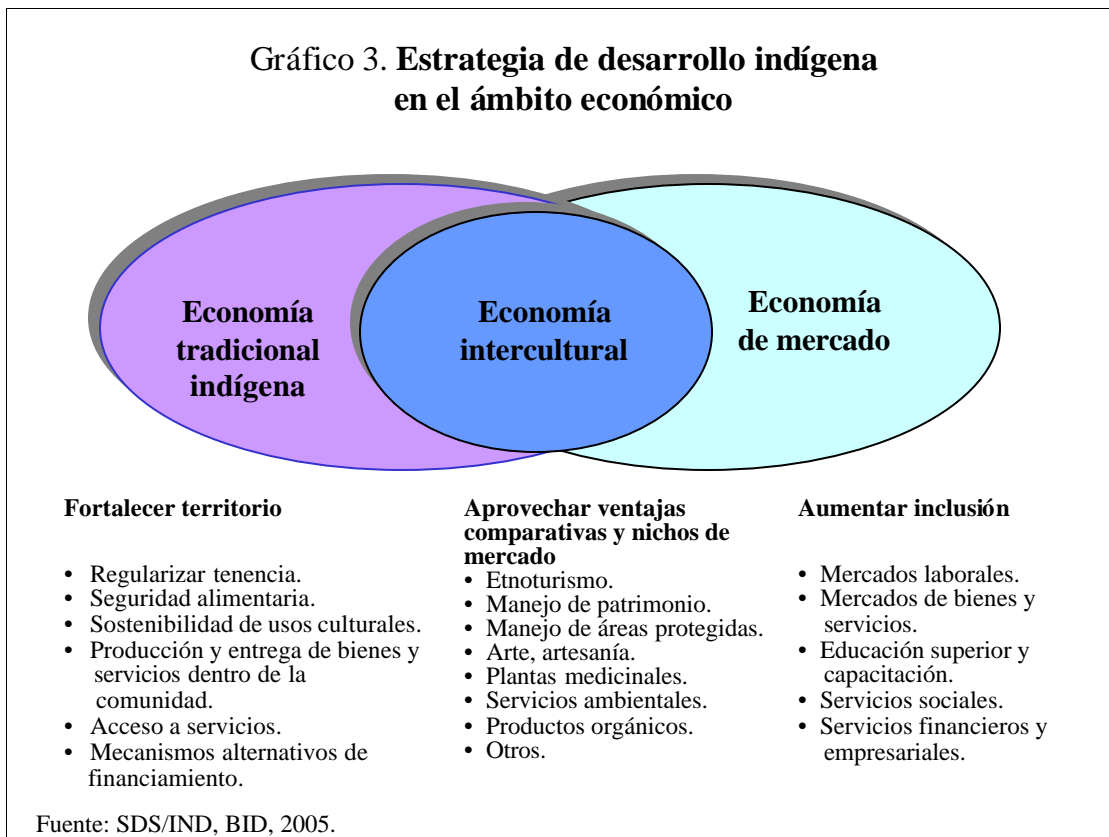 Gráfico 3. Estrategia de desarrollo indígena
en el ámbito económico
Economía
tradicional
indígena
Economía
intercultural
Economía
de mercado
Fortalecer territorio
• Regularizar tenencia.
• Seguridad alimentaria.
• Sostenibilidad de usos culturales.
• Producción y entrega de bienes y
servicios dentro de la
comunidad.
• Acceso a servicios.
• Mecanismos alternativos de
financiamiento.
Aprovechar ventajas
comparativas y nichos de
mercado
• Etnoturismo.
• Manejo de patrimonio.
• Manejo de áreas protegidas.
• Arte, artesanía.
• Plantas medicinales.
• Servicios ambientales.
• Productos orgánicos.
• Otros.
Aumentar inclusión
• Mercados laborales.
• Mercados de bienes y
servicios.
• Educación superior y
capacitación.
• Servicios sociales.
• Servicios financieros y
empresariales.
Fuente: SDS/IND, BID, 2005.